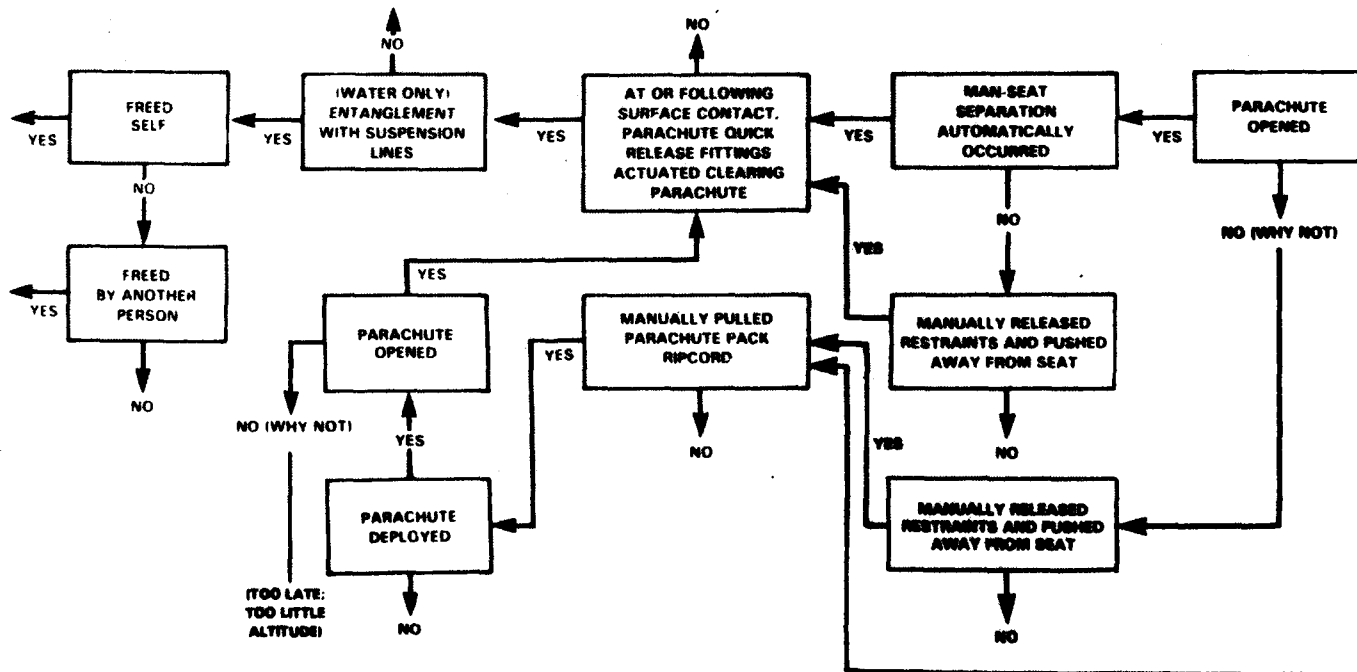 NO
NO
FREED
SELF
(WATER ONLY)
ENTANGLEMENT
WITH SUSPENSION
LINES
AT OR FOLLOWING
SURFACE CONTACT,
PARACHUTE QUICK
RELEASE FITTINGS
ACTUATED CLEARING
PARACHUTE
MAN-SEAT
SEPARATION
AUTOMATICALLY
OCCURRED
PARACHUTE
OPENED
YES
YES
YES
YES
YES
NO
NO
NO (WHY NOT)
FREED
BY ANOTHER
PERSON
YES
NO
YES
PARACHUTE
OPENED
YES
MANUALLY PULLED
PARACHUTE PACK
RIPCORD
YES
MANUALLY RELEASED
RESTRAINTS AND PUSHED
AWAY FROM SEAT
NO (WHY NOT)
YES
NO
YES
NO
PARACHUTE
DEPLOYED
MANUALLY RELEASED
RESTRAINTS AND PUSHED
AWAY FROM SEAT
(TOO LATE;
TOO LITTLE
ALTITUDE)
NO
NO